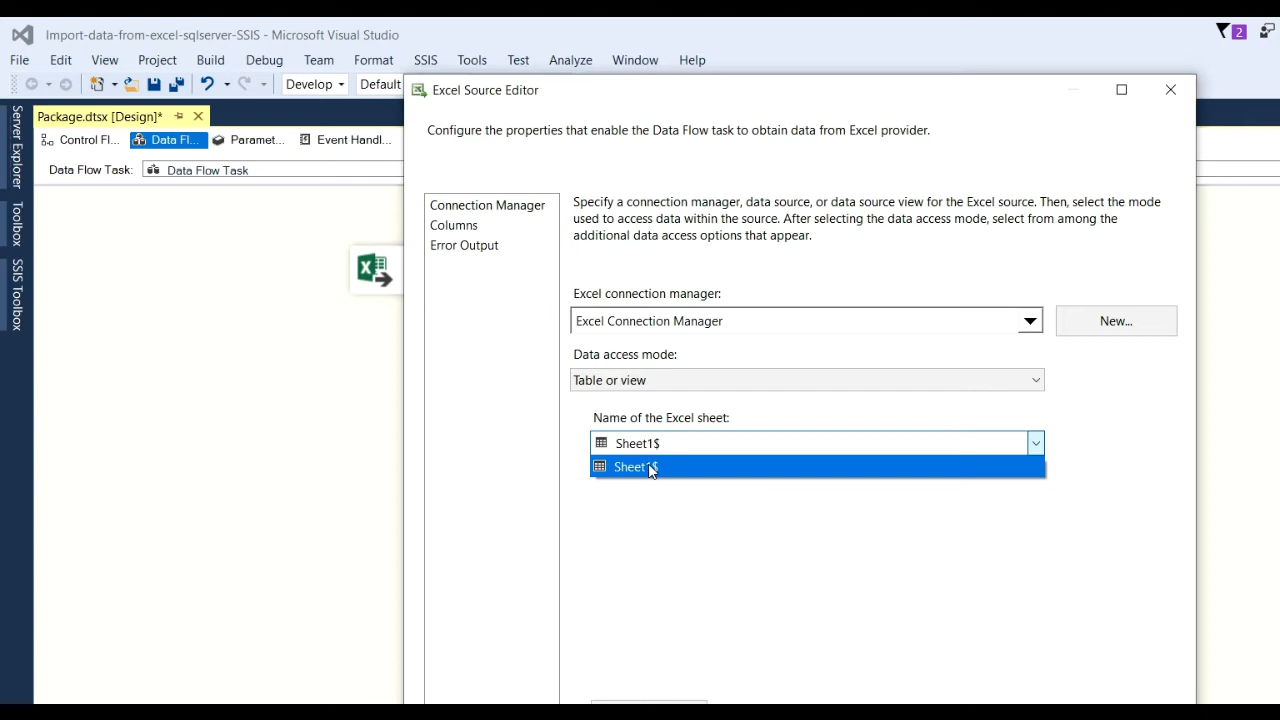 Import-data-from-excel-sqlserver-SSIS - Microsoft Visual Studio
2
File Edit View Project Build Debug Team Format SSIS Tools Test Analyze Window Help
Develop Default
Excel Source Editor
Package.dtsx [Design]*
Control Fl... Data Fl... Paramet... Event Handl...
Configure the properties that enable the Data Flow task to obtain data from Excel provider.
Data Flow Task: Data Flow Task
Server Explorer
Toolbox
SSIS Toolbox
Connection Manager
Columns
Error Output
Specify a connection manager, data source, or data source view for the Excel source. Then, select the mode
used to access data within the source. After selecting the data access mode, select from among the
additional data access options that appear.
Excel connection manager:
Excel Connection Manager
New...
Data access mode:
Table or view
Name of the Excel sheet:
Sheet1$
Sheet1$